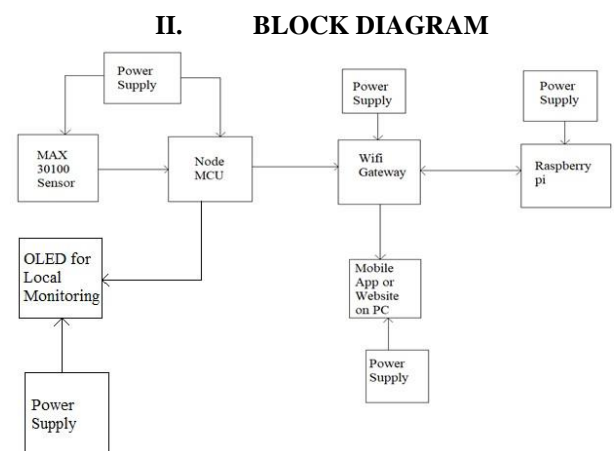 II. BLOCK DIAGRAM
Power
Supply
Power
Supply
Power
Supply
MAX
30100
Sensor
Node
MCU
Wifi
Gateway
Raspberry
pi
OLED for
Local
Monitoring
Mobile
App or
Website
on PC
Power
Supply
Power
Supply